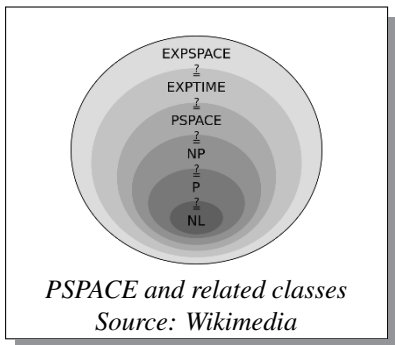 EXPSPACE
?
=
EXPTIME
?
=
PSPACE
?
=
NP
?
=
P
?
=
NL
PSPACE and related classes
Source: Wikimedia